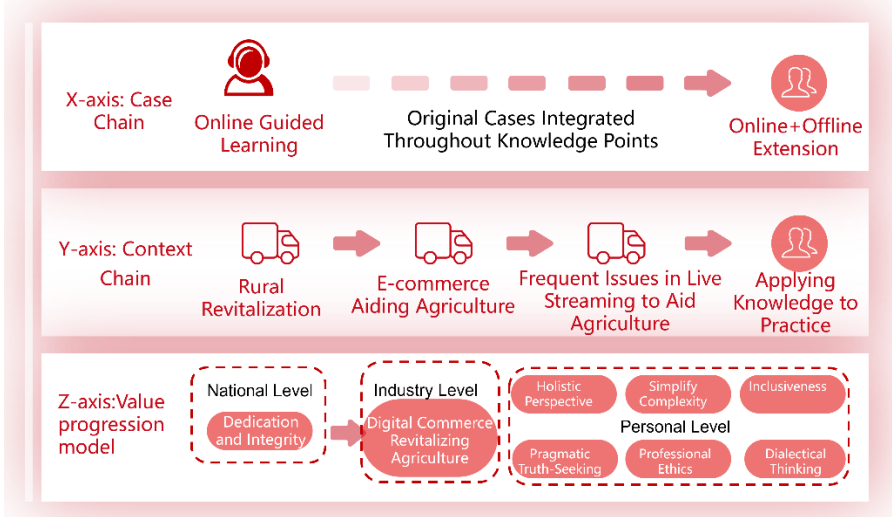 X-axis: Case
Chain
Online Guided
Learning
Original Cases Integrated
Throughout Knowledge Points
Online+Offline
Extension
Y-axis: Context
Chain
Rural
Revitalization
E-commerce
Aiding Agriculture
Frequent Issues in Live
Streaming to Aid
Agriculture
Applying
Knowledge to
Practice
Z-axis:Value
progression
model
National Level
Dedication
and Integrity
Industry Level
Digital Commerce
Revitalizing
Agriculture
Holistic
Perspective
Simplify
Complexity
Inclusiveness
Personal Level
Pragmatic
Truth-Seeking
Professional
Ethics
Dialectical
Thinking